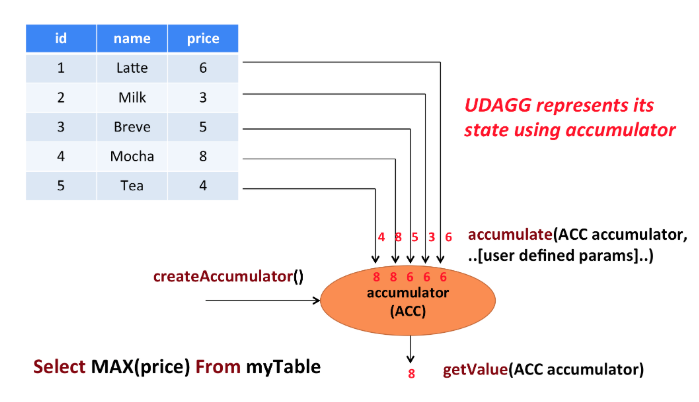 id name price
1 Latte 6
2 Milk 3
3 Breve 5
4 Mocha 8
5 Tea 4
UDAGG represents its
state using accumulator
4 8 5 3 6
accumulate(ACC accumulator,
..[user defined params]..)
createAccumulator()
8 8 6 6 6
accumulator
(ACC)
Select MAX(price) From myTable
8
getValue(ACC accumulator)